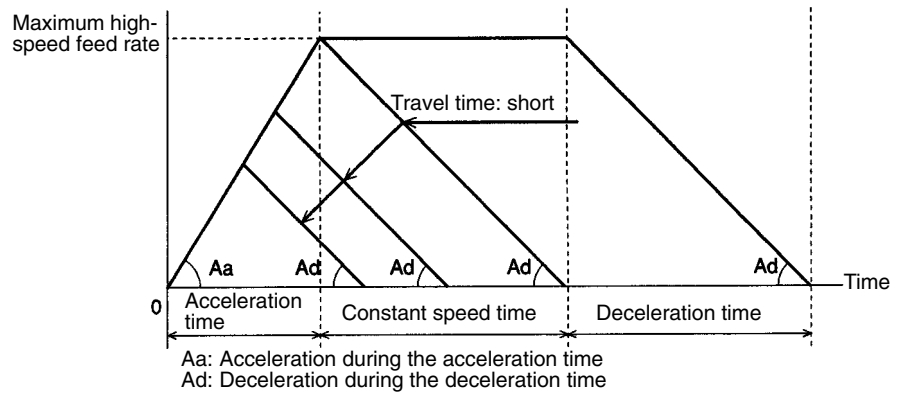 Maximum high-
speed feed rate
Travel time: short
Aa
Ad
Ad
Ad
Ad
Time
0
Acceleration
time
Constant speed time
Deceleration time
Aa: Acceleration during the acceleration time
Ad: Deceleration during the deceleration time